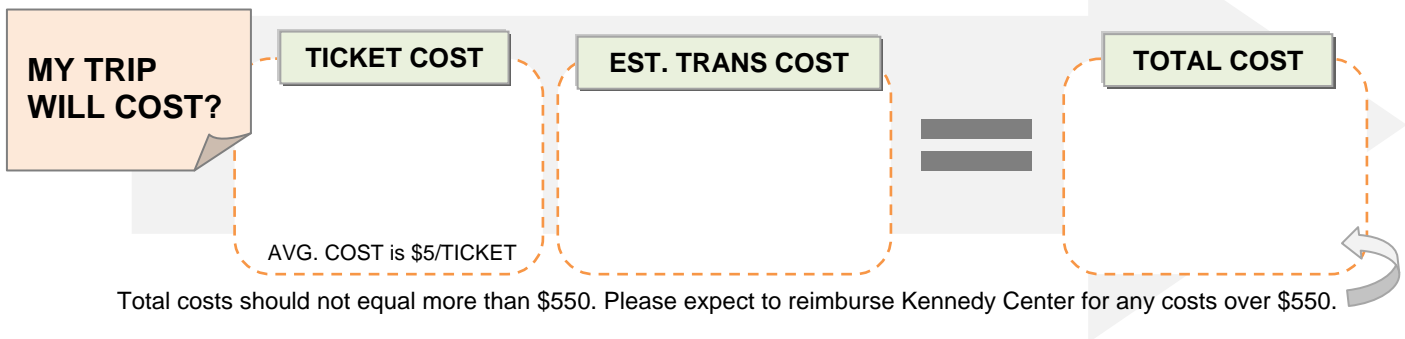 MY TRIP
WILL COST?
TICKET COST
EST. TRANS COST
TOTAL COST
AVG. COST is $5/TICKET
Total costs should not equal more than $550. Please expect to reimburse Kennedy Center for any costs over $550.